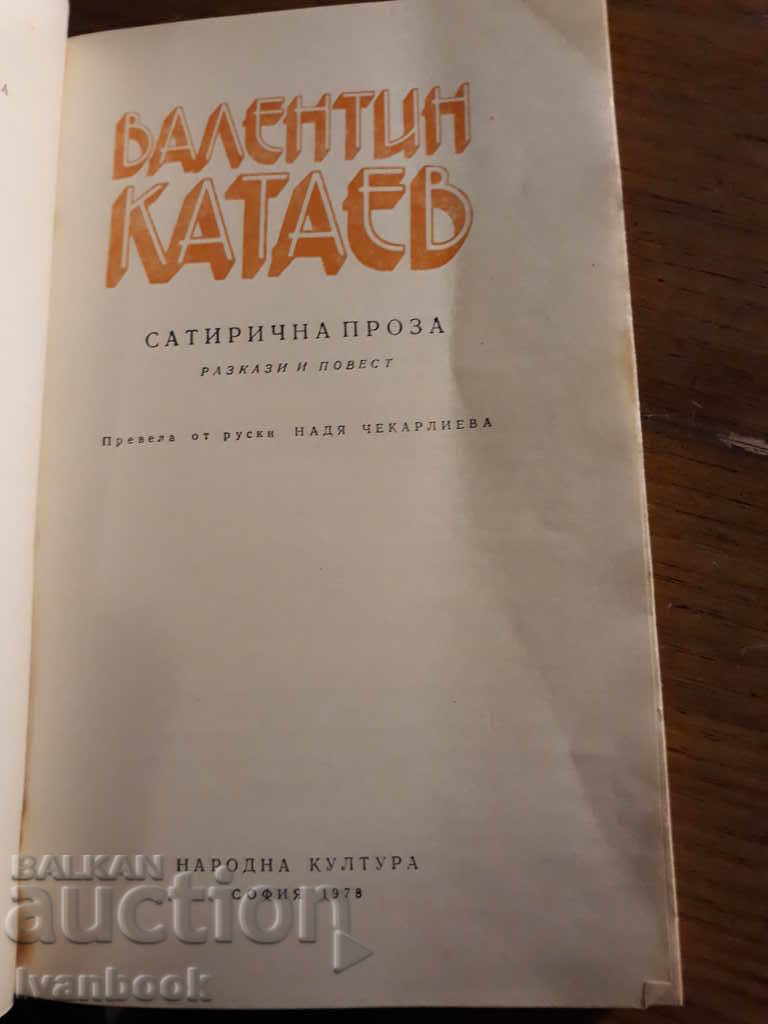 А
ВАЛЕНТИН
КАТАЕВ
САТИРИЧНА ПРОЗА
РАЗКАЗИ И ПОВЕСТ
Превела от руски НАДЯ ЧЕКАРЛИЕВА
НАРОДНА КУЛТУРА
СОФИЯ 1978
BALKAN
auction
Ivanbook